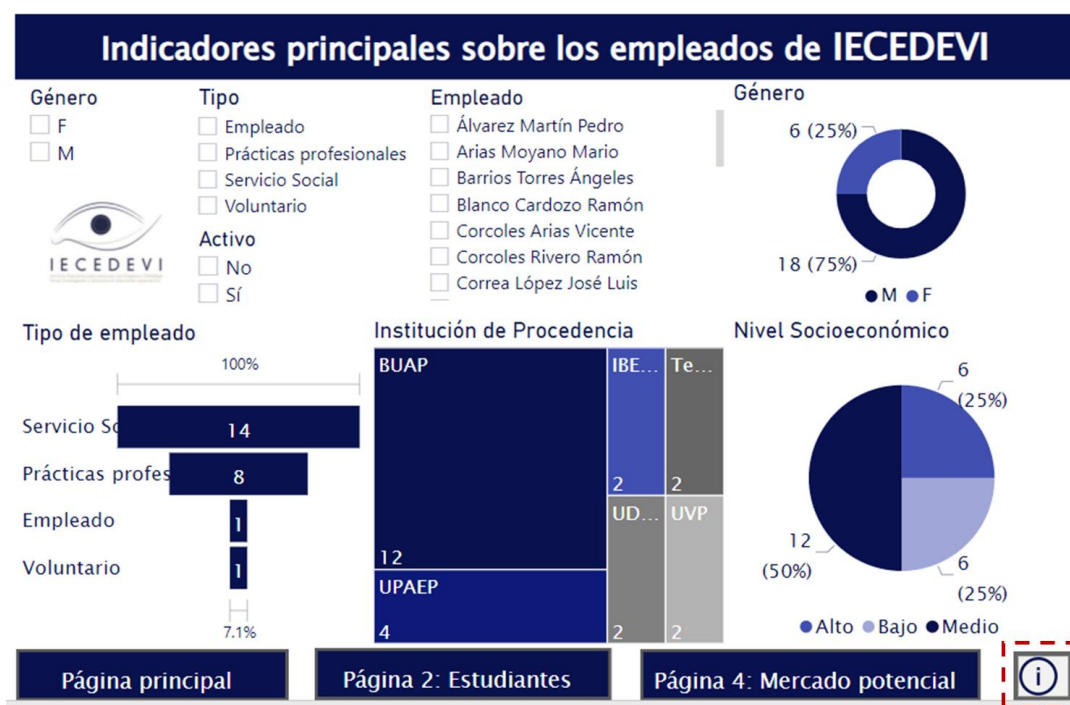 Indicadores principales sobre los empleados de IECEDEVI
Género
F
M
Tipo
Empleado
Prácticas profesionales
Servicio Social
Voluntario
Activo
No
Sí
Empleado
Álvarez Martín Pedro
Arias Moyano Mario
Barrios Torres Ángeles
Blanco Cardozo Ramón
Corcoles Arias Vicente
Corcoles Rivero Ramón
Correa López José Luis
IECEDEVI
Género
6 (25%)
18 (75%)
M F
Tipo de empleado
100%
Servicio So
14
Prácticas profes
8
Empleado
1
Voluntario
1
7.1%
Institución de Procedencia
BUAP
12
UPAEP
4
IBE...
2
Te...
2
UD...
2
UVP
2
Nivel Socioeconómico
6
(25%)
12
(50%)
6
(25%)
Alto Bajo Medio
Página principal
Página 2: Estudiantes
Página 4: Mercado potencial
i